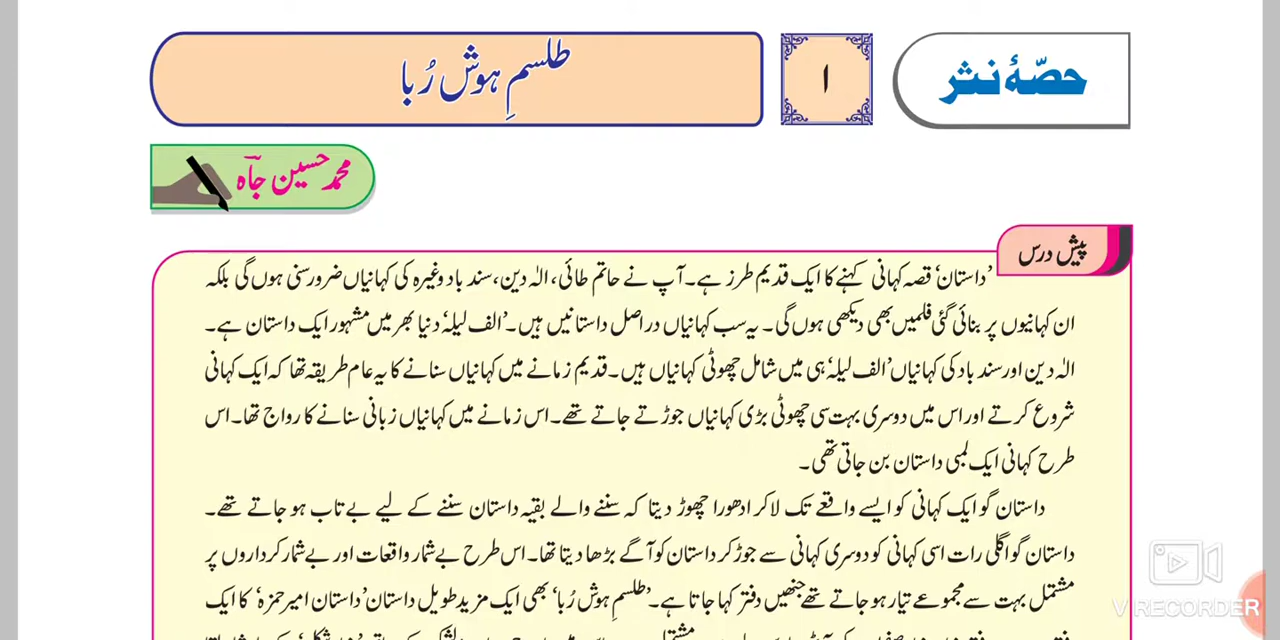 حصّۂ نثر
۱
طلسمِ ہوش رُبا
محمد حسین جاہؔ
پیش درس
’داستان‘ قصہ کہانی کہنے کا ایک قدیم طرز ہے۔ آپ نے حاتم طائی، الہٰ دین، سند باد وغیرہ کی کہانیاں ضرور سنی ہوں گی بلکہ
ان کہانیوں پر بنائی گئی فلمیں بھی دیکھی ہوں گی۔ یہ سب کہانیاں دراصل داستانیں ہیں۔ ’الف لیلہ‘ دنیا بھر میں مشہور ایک داستان ہے۔
الہٰ دین اور سند باد کی کہانیاں ’الف لیلہ‘ ہی میں شامل چھوٹی کہانیاں ہیں۔ قدیم زمانے میں کہانیاں سنانے کا یہ عام طریقہ تھا کہ ایک کہانی
شروع کرتے اور اس میں دوسری بہت سی چھوٹی بڑی کہانیاں جوڑتے جاتے تھے۔ اس زمانے میں کہانیاں زبانی سنانے کا رواج تھا۔ اس
طرح کہانی ایک لمبی داستان بن جاتی تھی۔
داستان گو ایک کہانی کو ایسے واقعے تک لا کر ادھورا چھوڑ دیتا کہ سننے والے بقیہ داستان سننے کے لیے بے تاب ہو جاتے تھے۔
داستان گو اگلی رات اسی کہانی کو دوسری کہانی سے جوڑ کر داستان کو آگے بڑھا دیتا تھا۔ اس طرح بے شمار واقعات اور بے شمار کرداروں پر
مشتمل بہت سے مجموعے تیار ہو جاتے تھے جنھیں دفتر کہا جاتا ہے۔ ’طلسمِ ہوش رُبا‘ بھی ایک مزید طویل داستان ’داستان امیر حمزہ‘ کا ایک
VIRECORDER